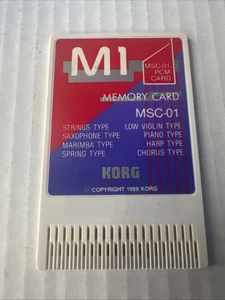 M1
MSC-01
PCM
CARD
MEMORY CARD
MSC-01
STRINGS TYPE LOW VIOLIN TYPE
SAXOPHONE TYPE PIANO TYPE
MARIMBA TYPE HARP TYPE
SPRING TYPE CHORUS TYPE
KORG
© COPYRIGHT 1988 KORG